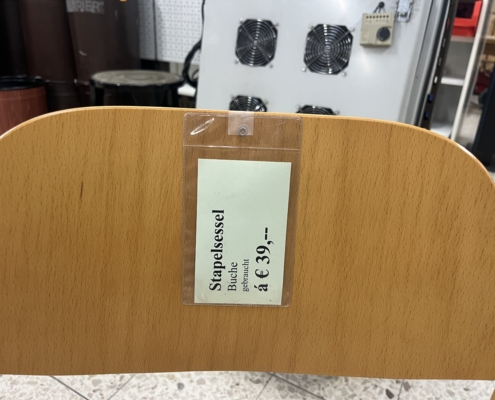 Stapelsessel
Buche
gebraucht
á € 39,--